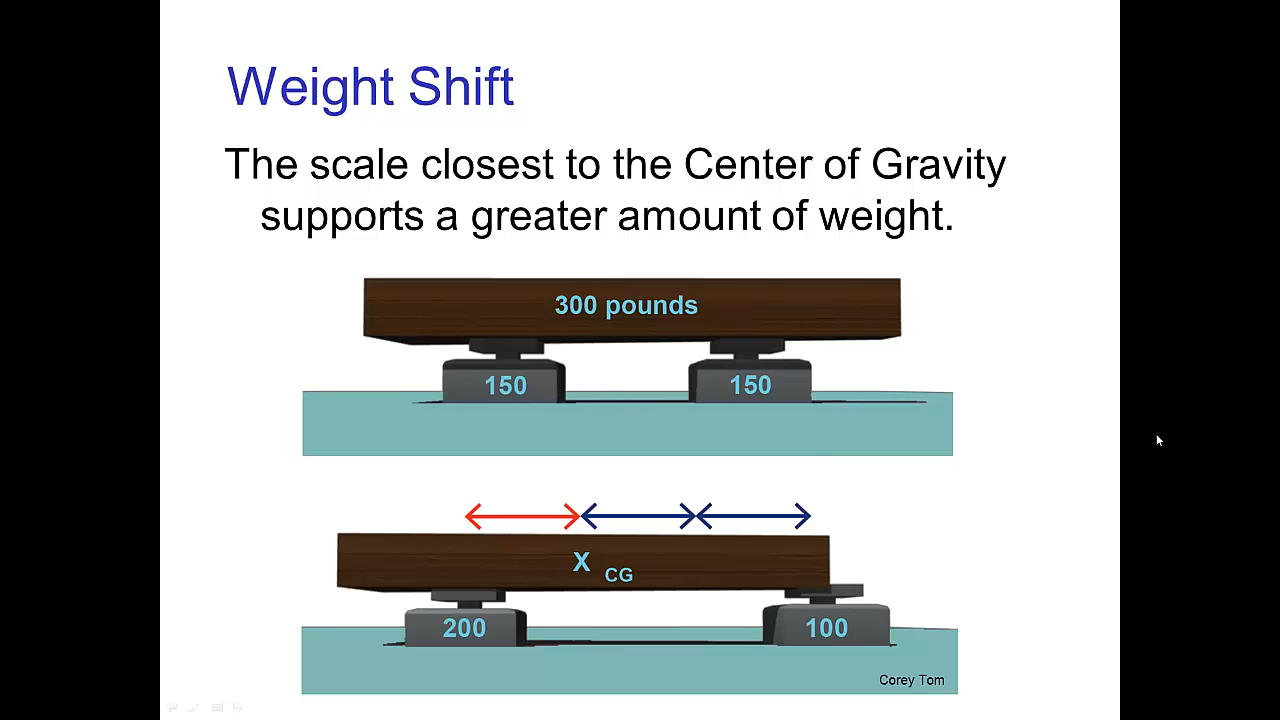 Weight Shift
The scale closest to the Center of Gravity
supports a greater amount of weight.
300 pounds
150 150
X CG
200 100
Corey Tom